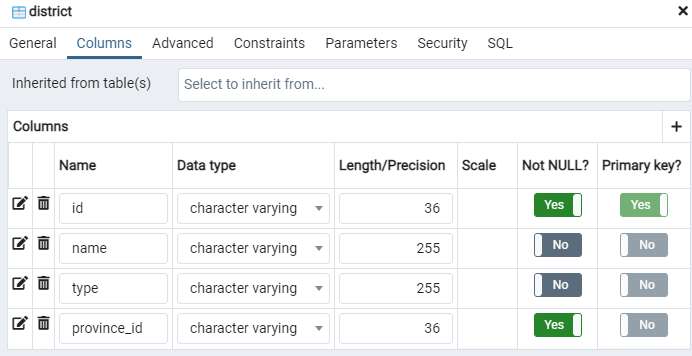 district
General Columns Advanced Constraints Parameters Security SQL
Inherited from table(s) Select to inherit from...
Columns
Name Data type Length/Precision Scale Not NULL? Primary key?
id character varying 36 Yes Yes
name character varying 255 No No
type character varying 255 No No
province_id character varying 36 Yes No